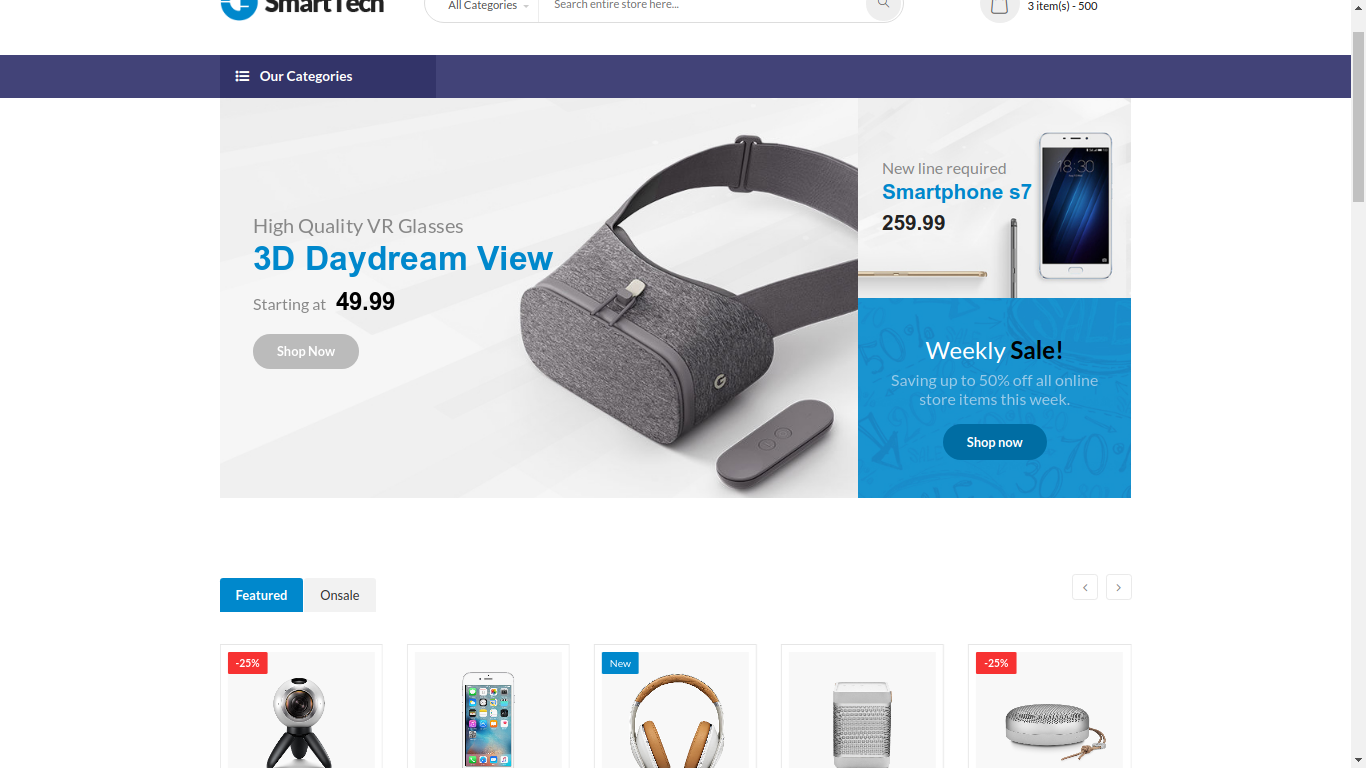 SmartTech
All Categories
Search entire store here...
3 item(s) - 500
Our Categories
High Quality VR Glasses
3D Daydream View
Starting at 49.99
Shop Now
New line required
Smartphone s7
259.99
18:30
Weekly Sale!
Saving up to 50% off all online
store items this week.
Shop now
Featured
Onsale
-25%
New
-25%